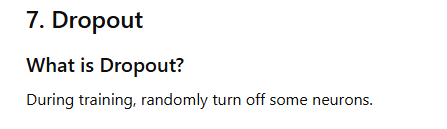 7. Dropout
What is Dropout?
During training, randomly turn off some neurons.